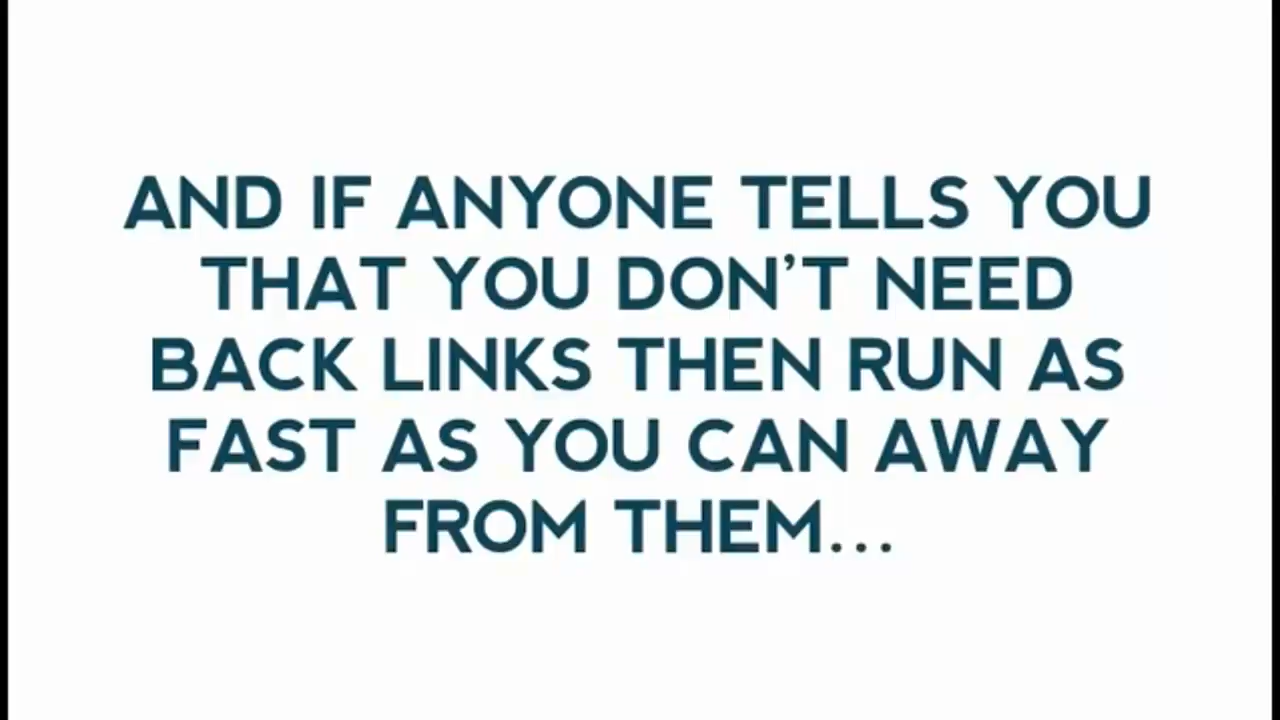 AND IF ANYONE TELLS YOU
THAT YOU DON'T NEED
BACK LINKS THEN RUN AS
FAST AS YOU CAN AWAY
FROM THEM...